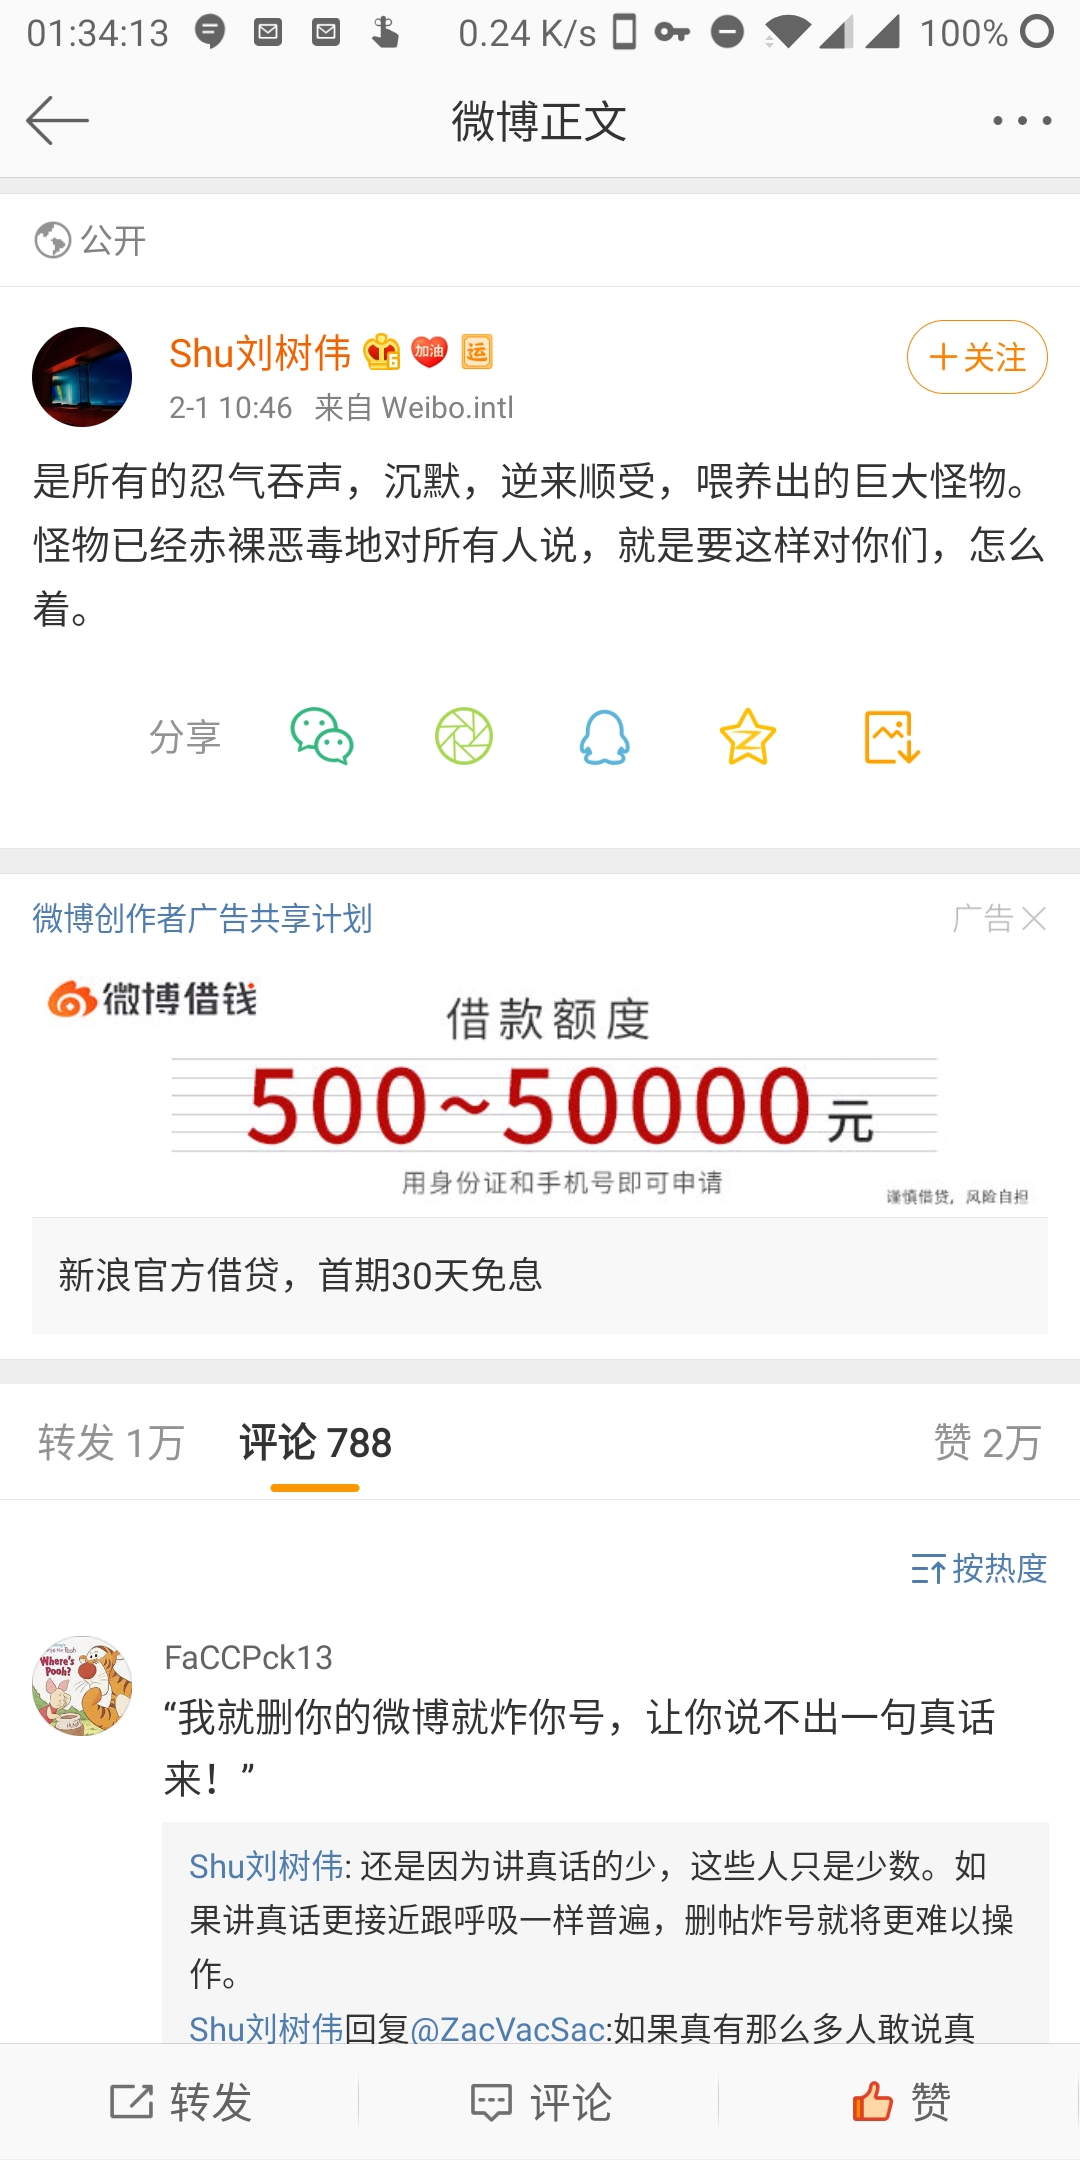 01:34:13 0.24 K/s 100%
微博正文
公开
Shu刘树伟 加油 运
+关注
2-1 10:46 来自 Weibo.intl
是所有的忍气吞声，沉默，逆来顺受，喂养出的巨大怪物。
怪物已经赤裸恶毒地对所有人说，就是要这样对你们，怎么
着。
分享
微博创作者广告共享计划 广告
微博借钱
借款额度
500~50000元
用身份证和手机号即可申请
谨慎借贷，风险自担
新浪官方借贷，首期30天免息
转发 1万 评论 788 赞 2万
按热度
Where's
Pooh?
FaCCPck13
“我就删你的微博就炸你号，让你说不出一句真话
来！”
Shu刘树伟: 还是因为讲真话的少，这些人只是少数。如
果讲真话更接近跟呼吸一样普遍，删帖炸号就将更难以操
作。
Shu刘树伟回复@ZacVacSac:如果真有那么多人敢说真
转发 评论 赞